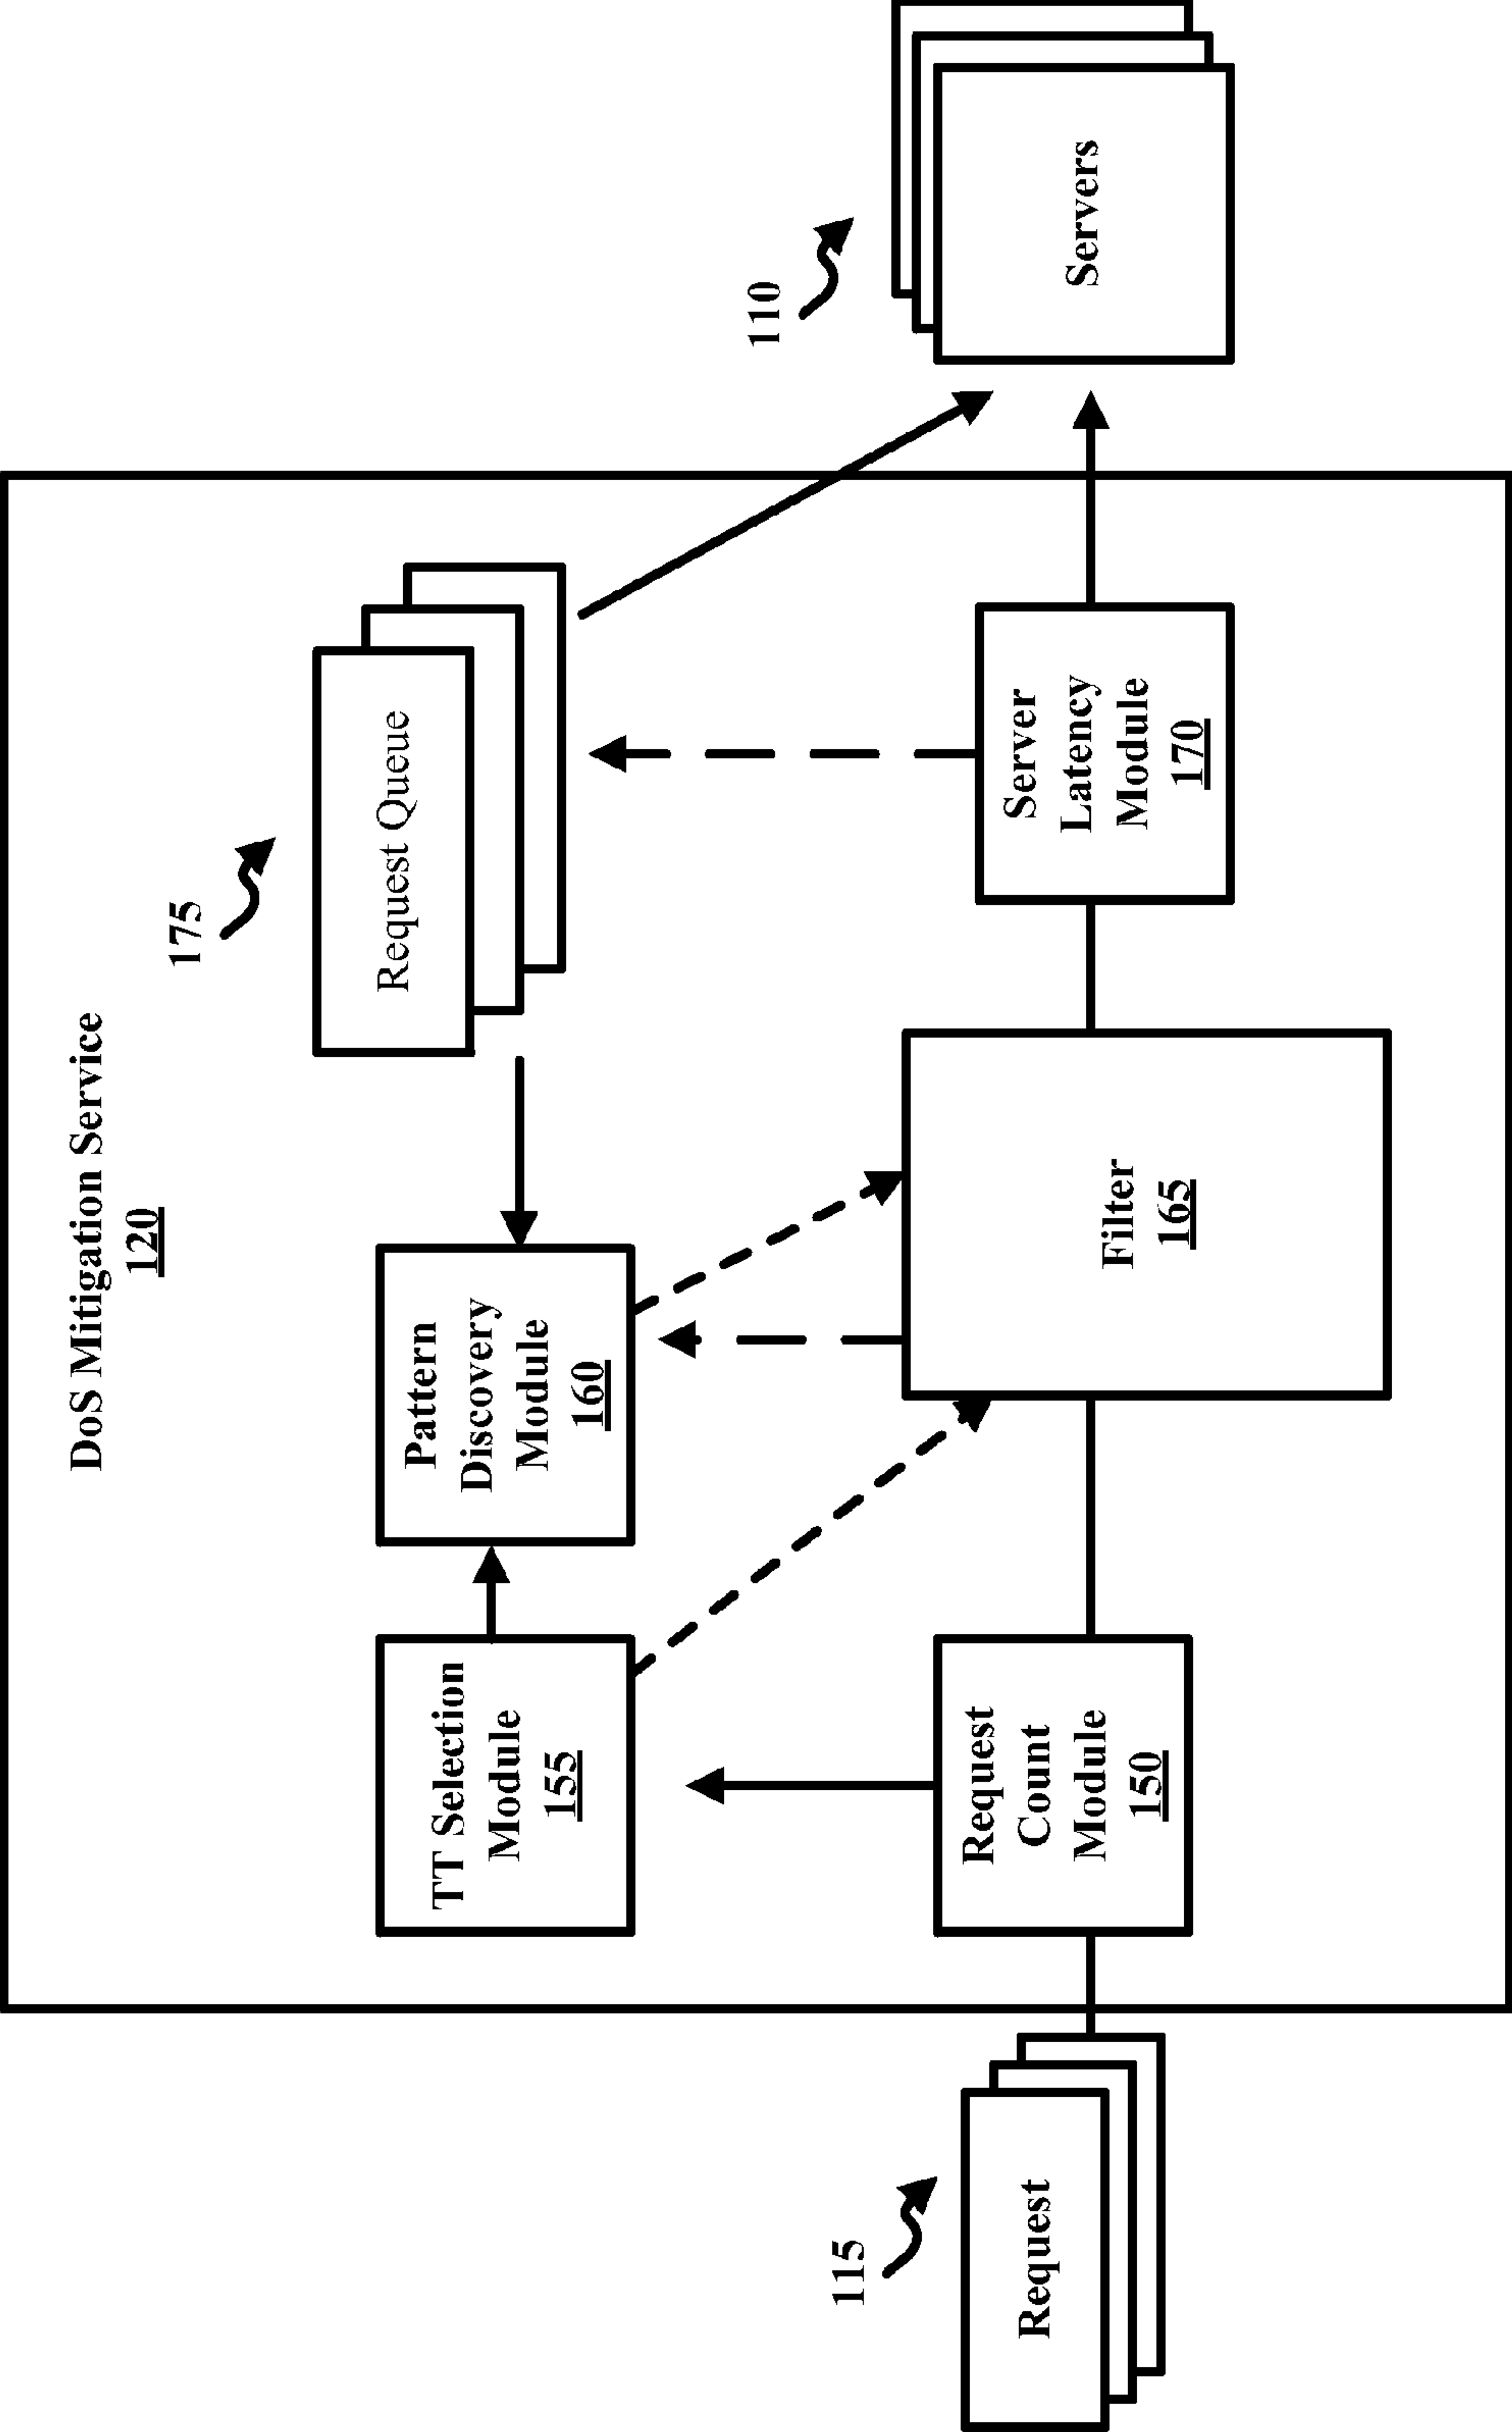 DoS Mitigation Service
120
175
Request Queue
TT Selection
Module
155
Pattern
Discovery
Module
160
110
Servers
115
Request
Request
Count
Module
150
Filter
165
Server
Latency
Module
170